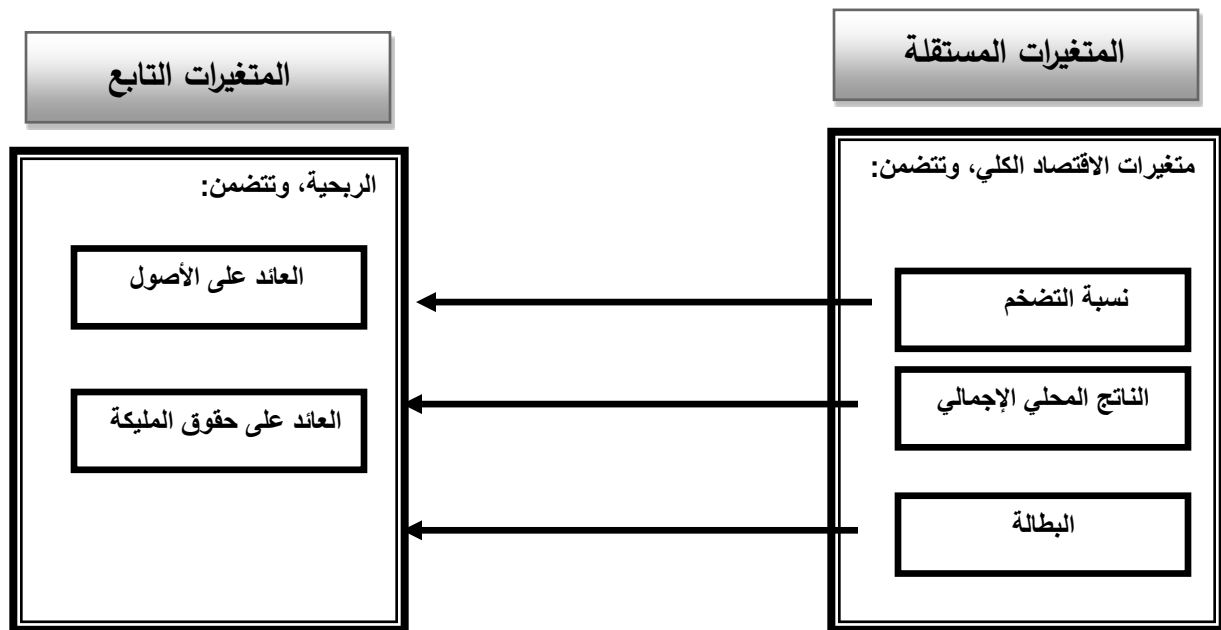 المتغيرات المستقلة
المتغيرات التابع
متغيرات الاقتصاد الكلي، وتتضمن:
نسبة التضخم
الناتج المحلي الإجمالي
البطالة
الربحية، وتتضمن:
العائد على الأصول
العائد على حقوق المليكة